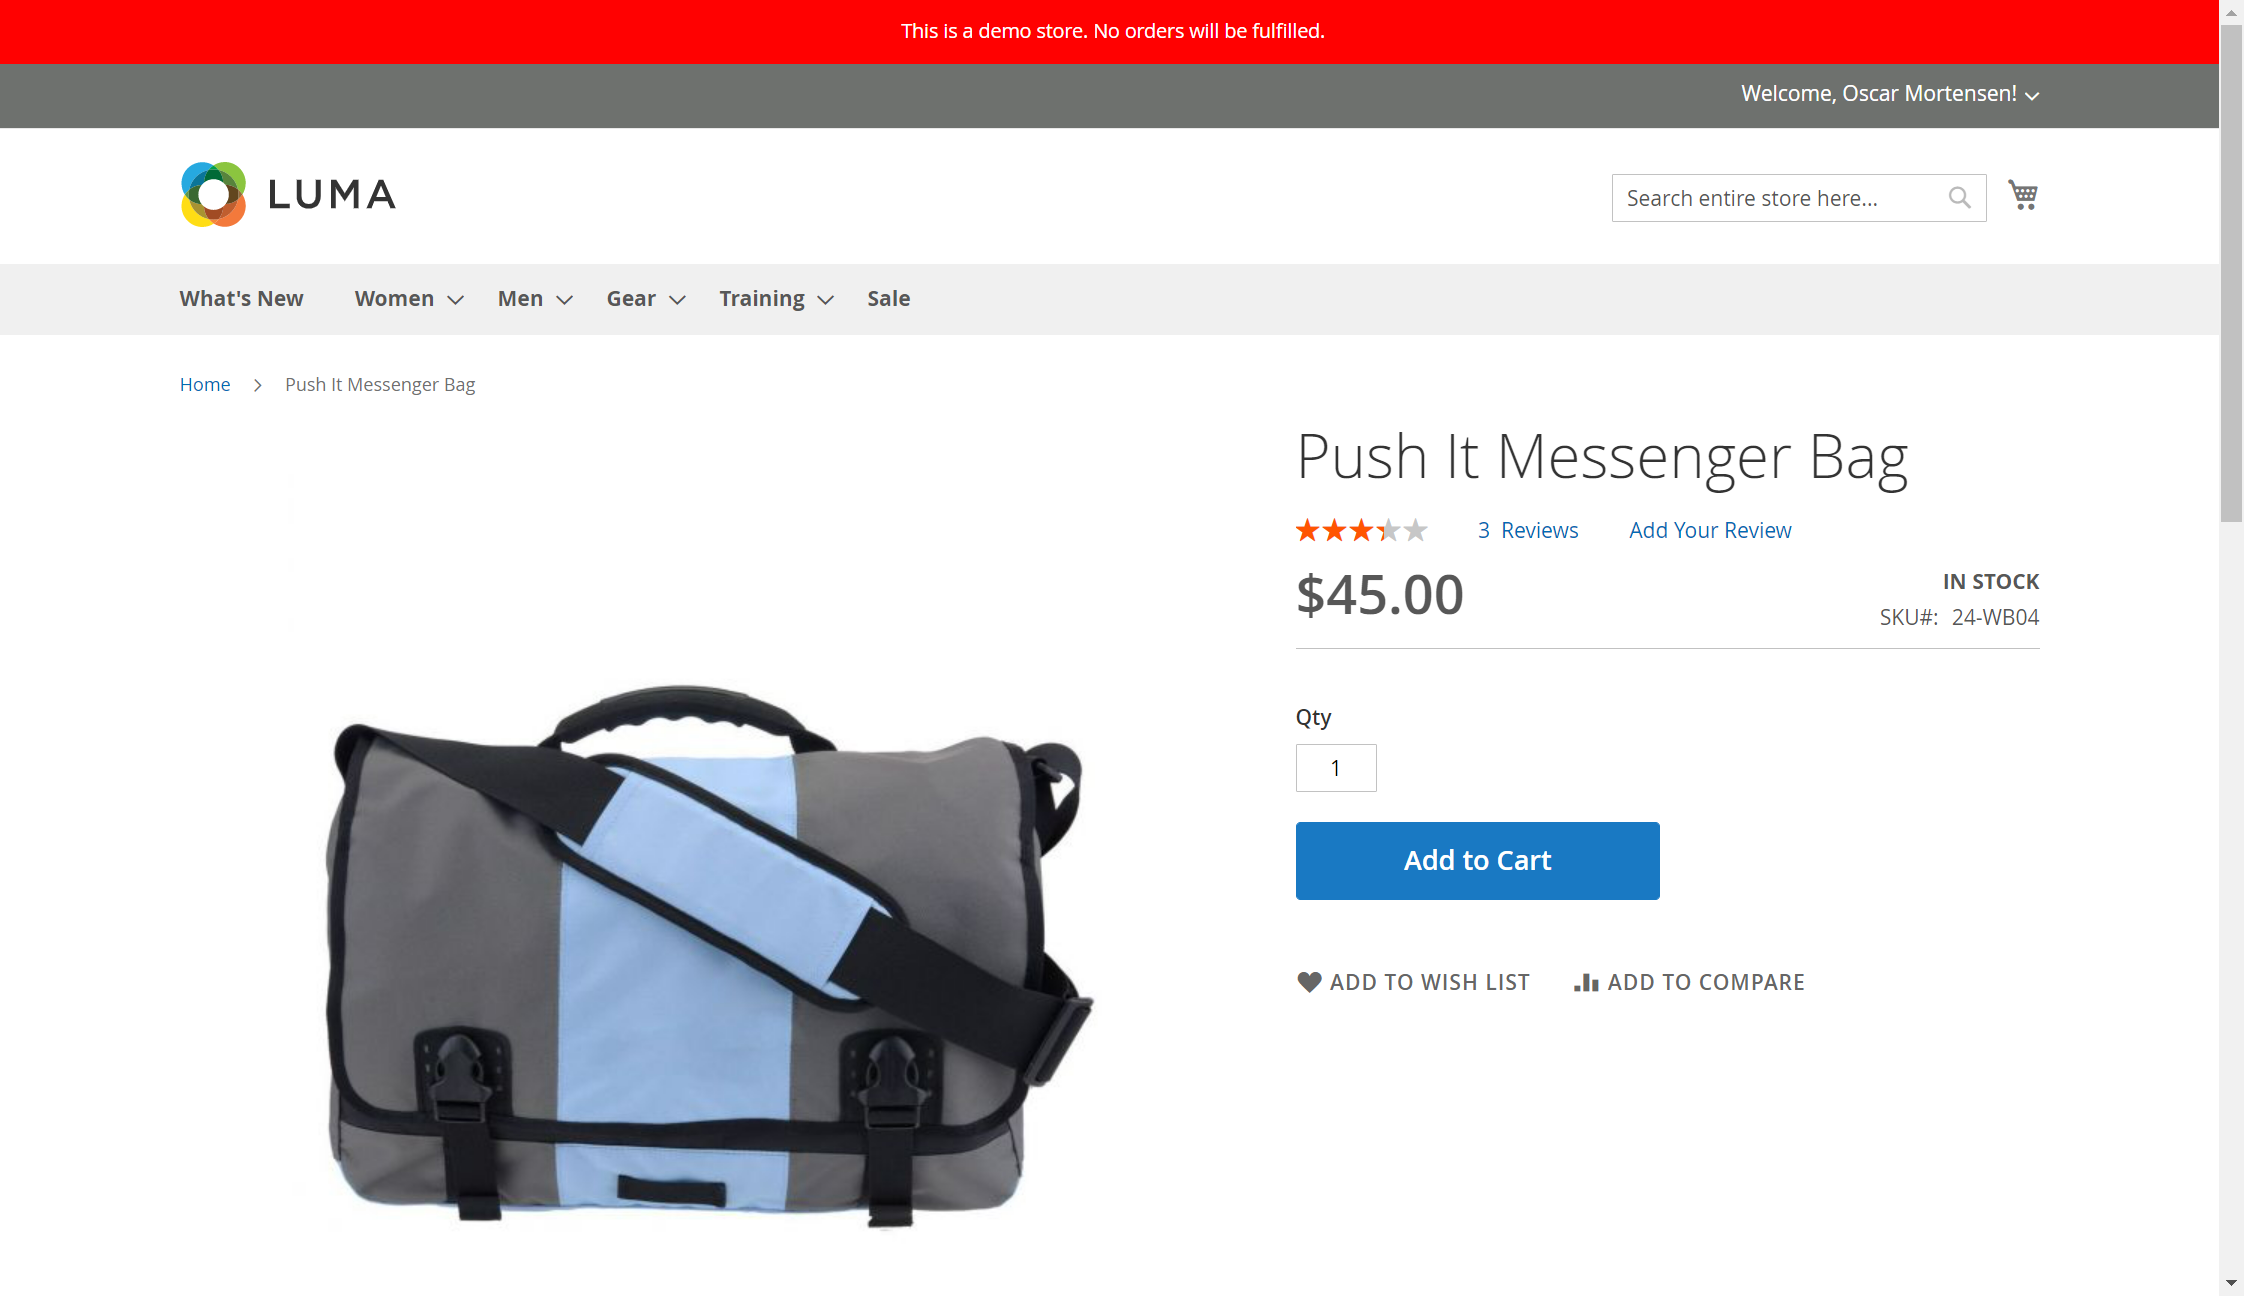 This is a demo store. No orders will be fulfilled.
Welcome, Oscar Mortensen!
LUMA
Search entire store here...
What's New Women Men Gear Training Sale
Home Push It Messenger Bag
Push It Messenger Bag
3 Reviews Add Your Review
$45.00
IN STOCK
SKU#: 24-WB04
Qty
1
Add to Cart
ADD TO WISH LIST ADD TO COMPARE